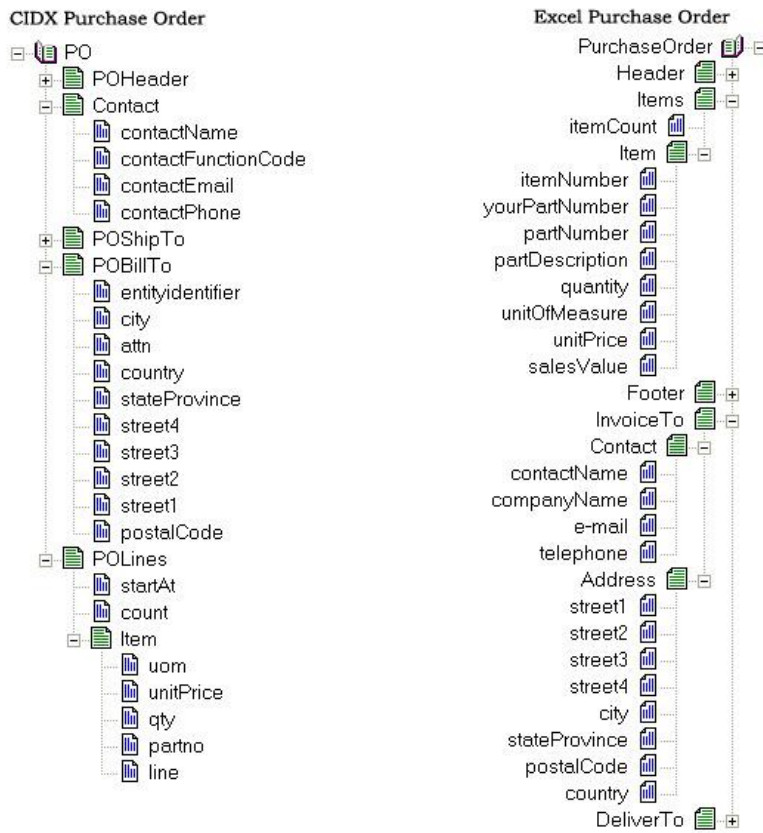 CIDX Purchase Order
PO
POHeader
Contact
contactName
contactFunctionCode
contactEmail
contactPhone
POShipTo
POBillTo
entityidentifier
city
attn
country
stateProvince
street4
street3
street2
street1
postalCode
POLines
startAt
count
Item
uom
unitPrice
qty
partno
line
Excel Purchase Order
PurchaseOrder
Header
Items
itemCount
Item
itemNumber
yourPartNumber
partNumber
partDescription
quantity
unitOfMeasure
unitPrice
salesValue
Footer
InvoiceTo
Contact
contactName
companyName
e-mail
telephone
Address
street1
street2
street3
street4
city
stateProvince
postalCode
country
DeliverTo